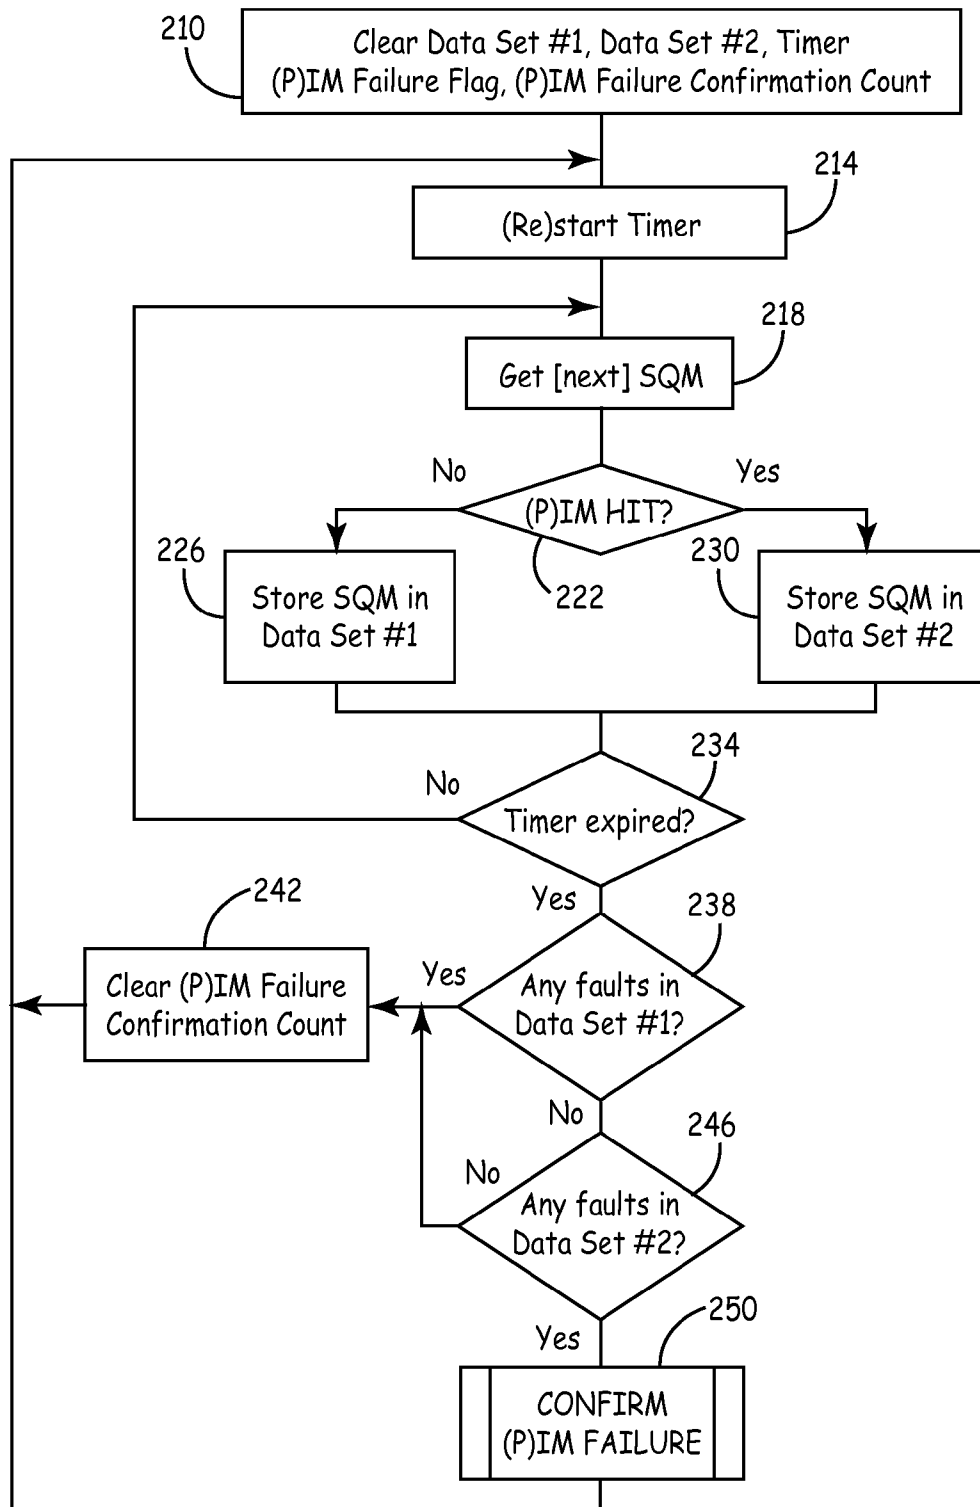 210
Clear Data Set #1, Data Set #2, Timer
(P)IM Failure Flag, (P)IM Failure Confirmation Count
214
(Re)start Timer
218
Get [next] SQM
No
Yes
(P)IM HIT?
222
226
Store SQM in
Data Set #1
230
Store SQM in
Data Set #2
234
No
Timer expired?
Yes
238
242
Yes
Any faults in
Data Set #1?
Clear (P)IM Failure
Confirmation Count
No
246
No
Any faults in
Data Set #2?
Yes
250
CONFIRM
(P)IM FAILURE